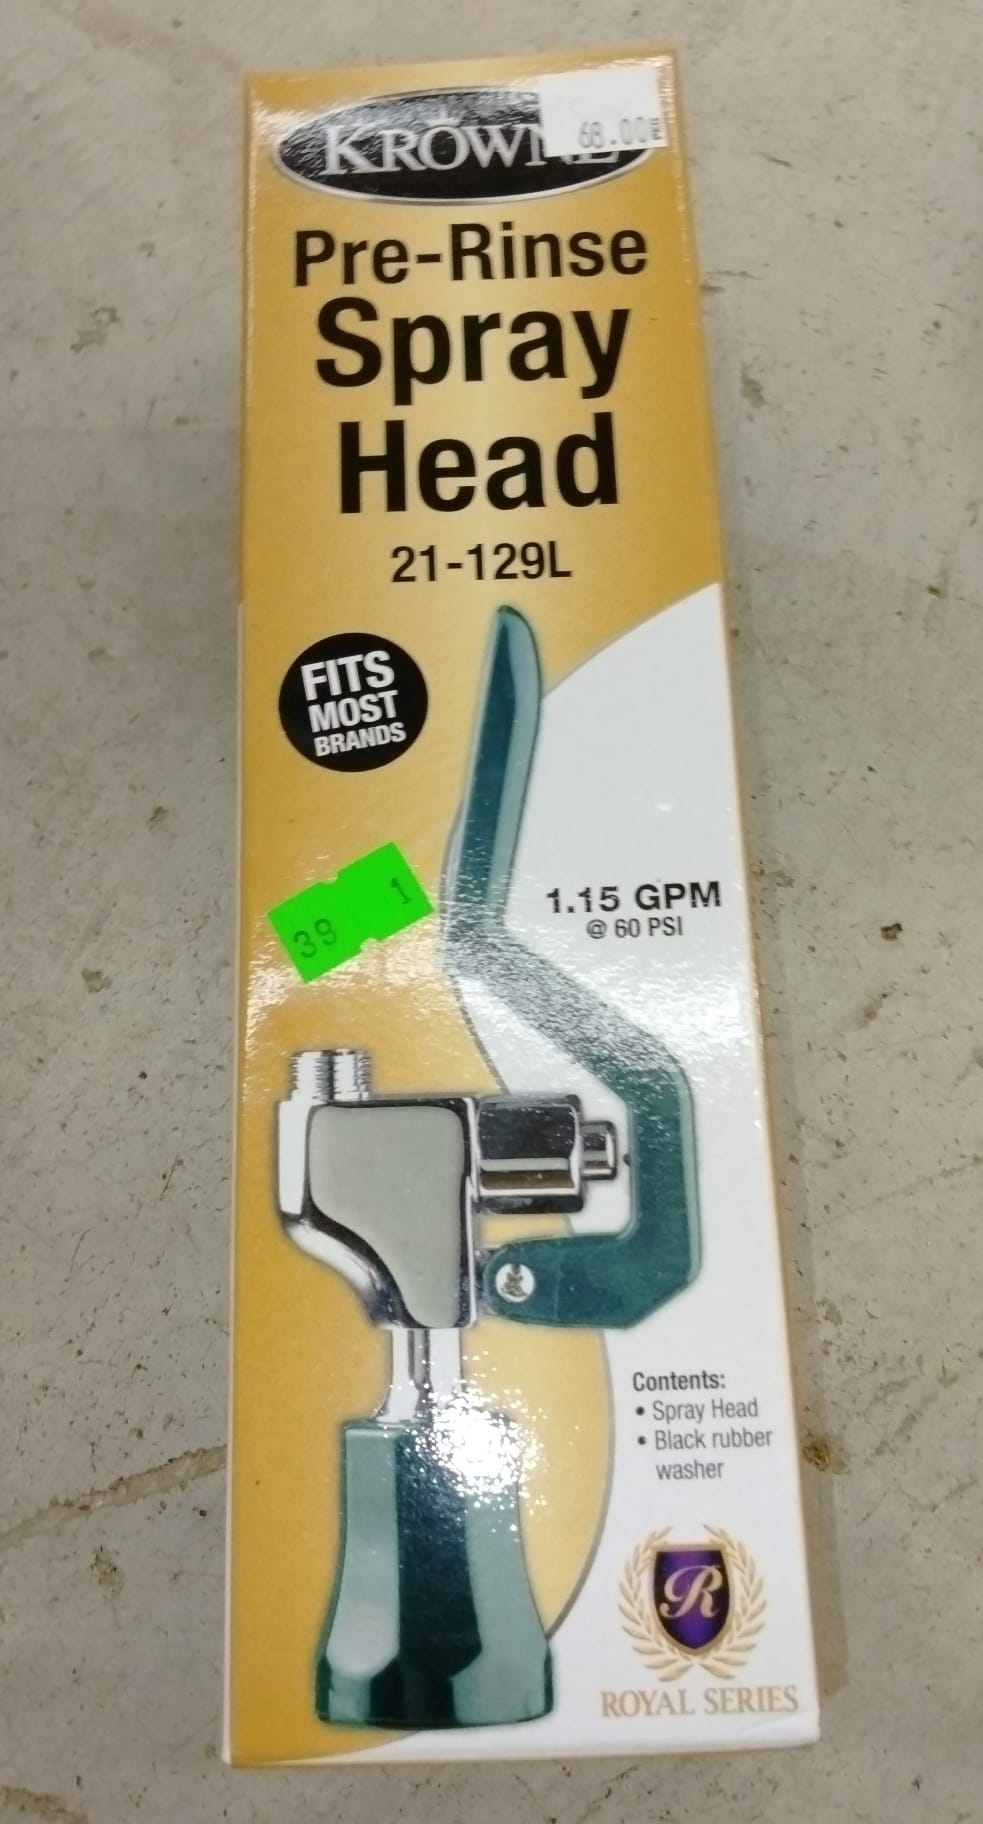 KROWNE
68.00
Pre-Rinse
Spray
Head
21-129L
FITS
MOST
BRANDS
39 1
1.15 GPM
@ 60 PSI
Contents:
• Spray Head
• Black rubber
washer
R
ROYAL SERIES